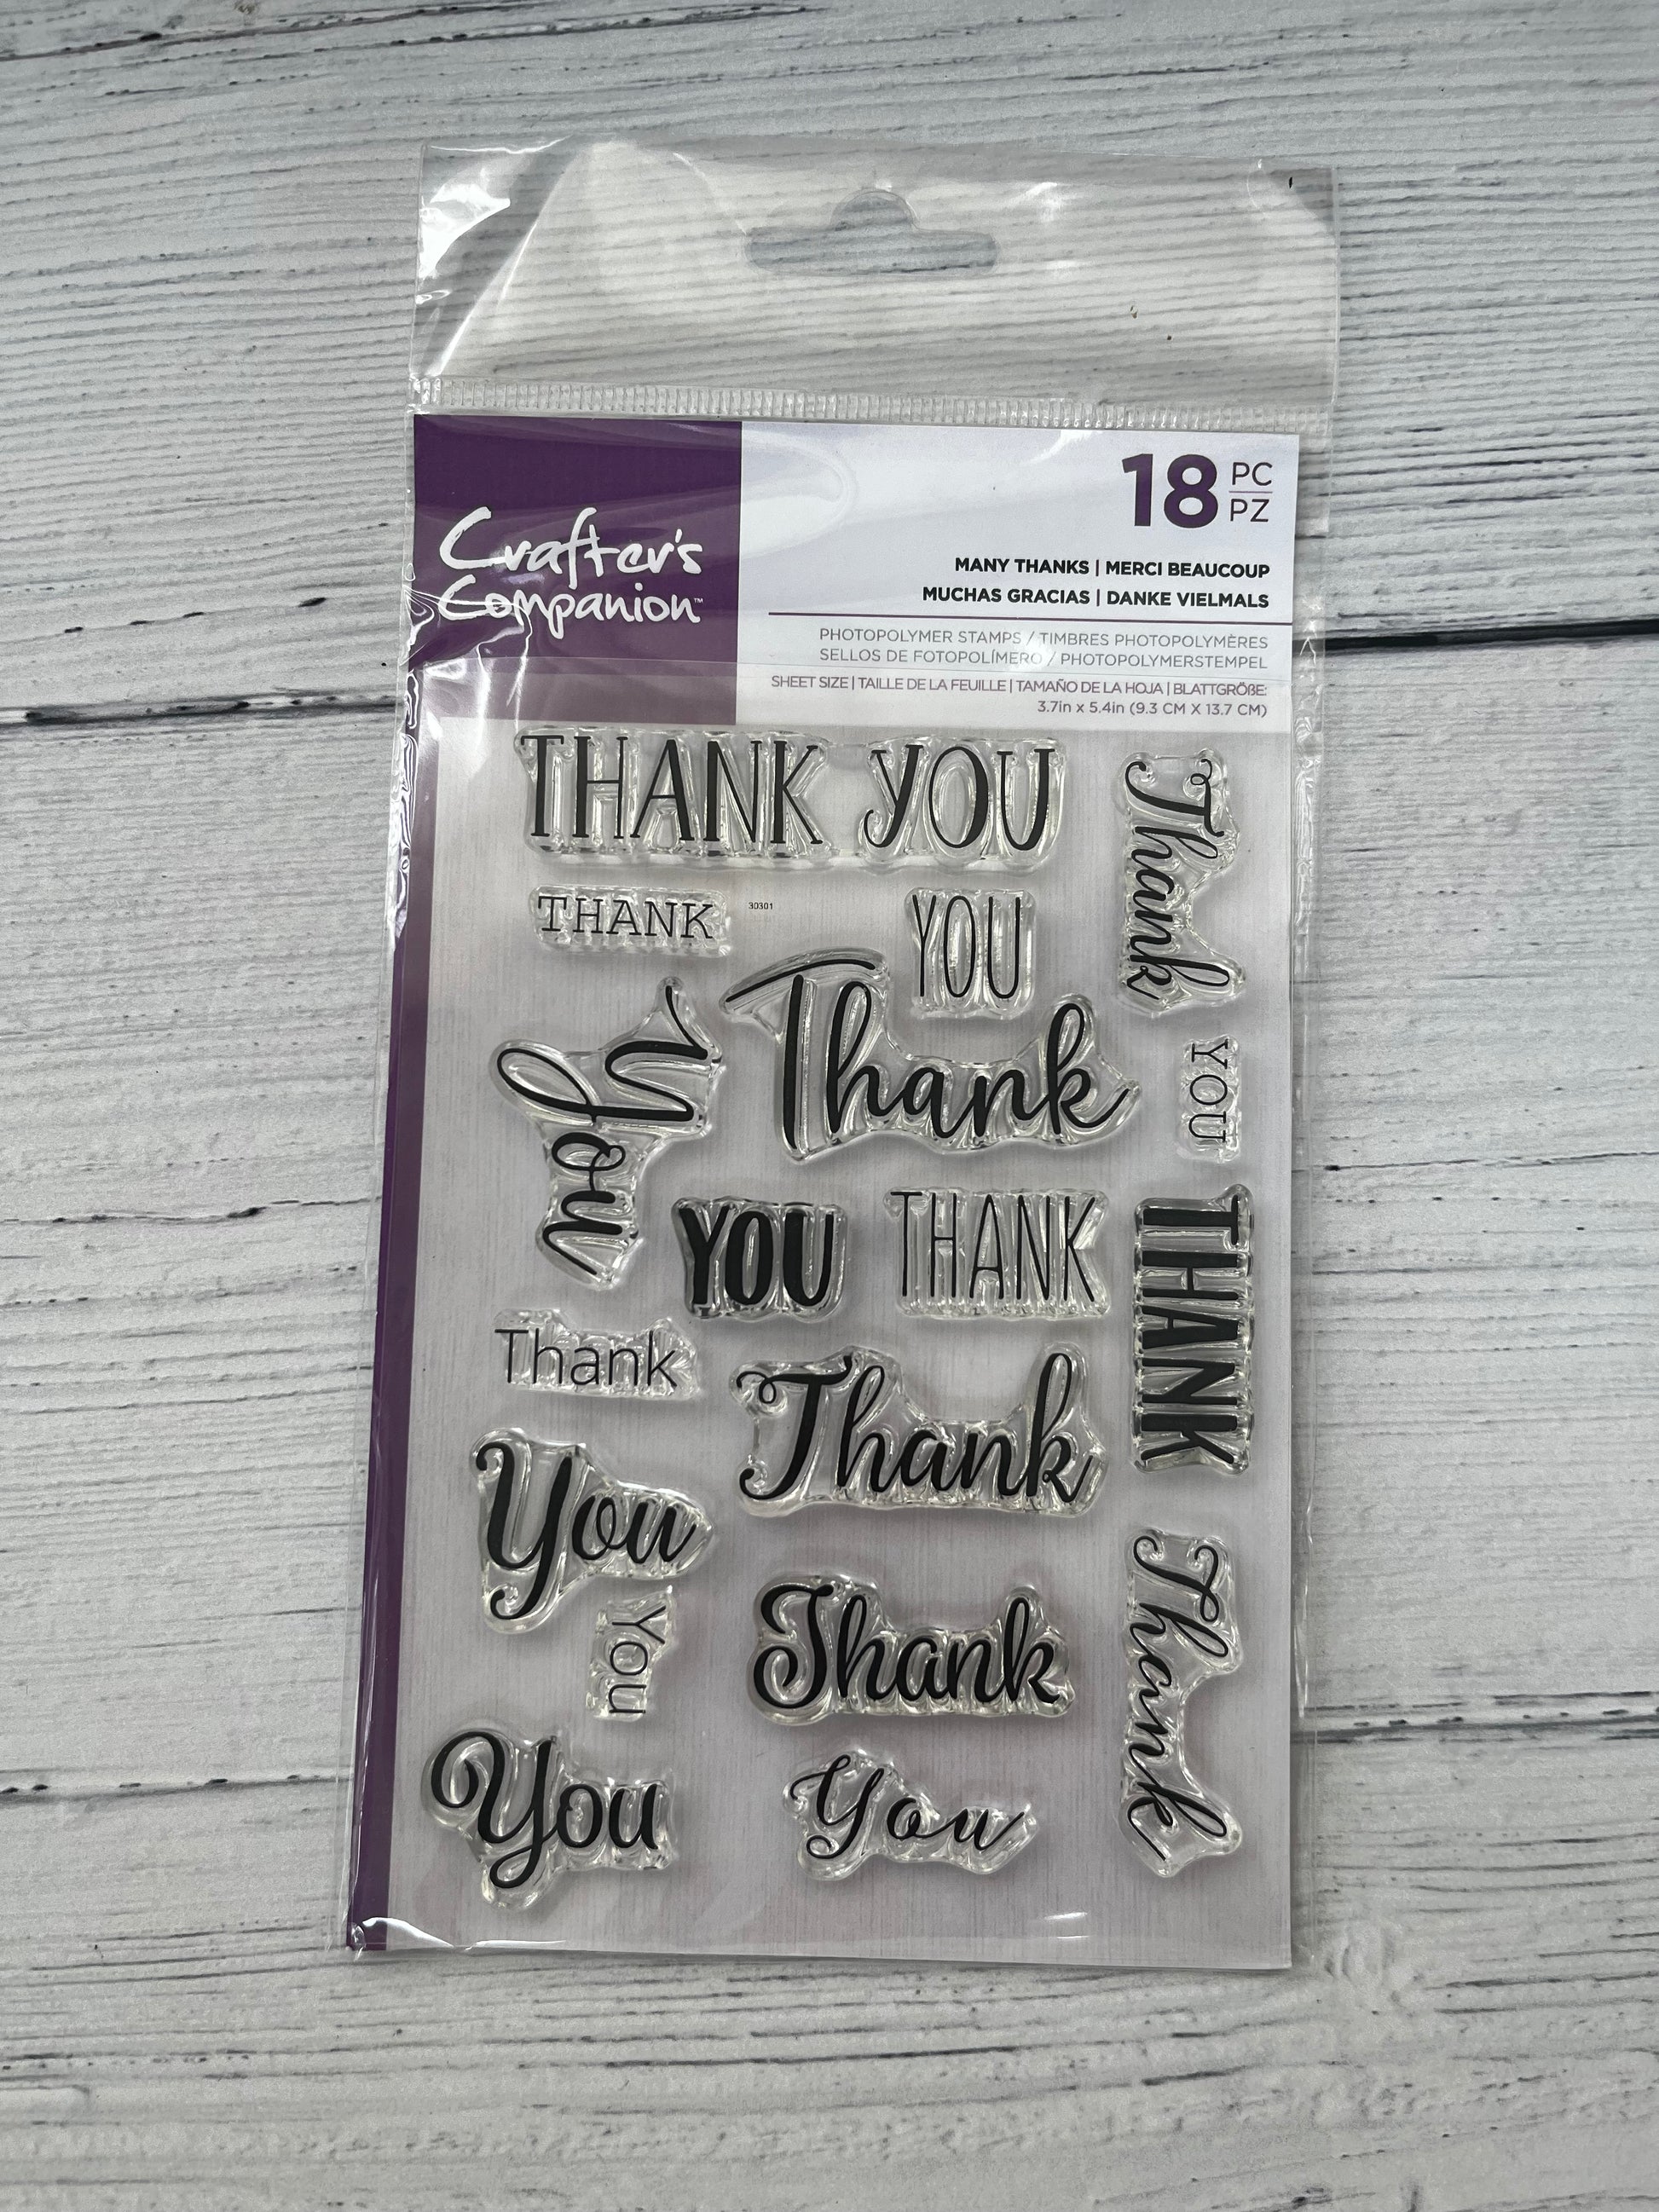 Crafter's
Companion™
18 PC
PZ
MANY THANKS | MERCI BEAUCOUP
MUCHAS GRACIAS | DANKE VIELMALS
PHOTOPOLYMER STAMPS / TIMBRES PHOTOPOLYMÈRES
SELLOS DE FOTOPOLÍMERO / PHOTOPOLYMERSTEMPEL
SHEET SIZE | TAILLE DE LA FEUILLE | TAMAÑO DE LA HOJA | BLATTGRÖßE:
3.7in x 5.4in (9.3 CM X 13.7 CM)
THANK YOU
Thank
THANK
30301
YOU
You
Thank
YOU
YOU
THANK
THANK
Thank
Thank
You
You
Thank
Thank
You
You